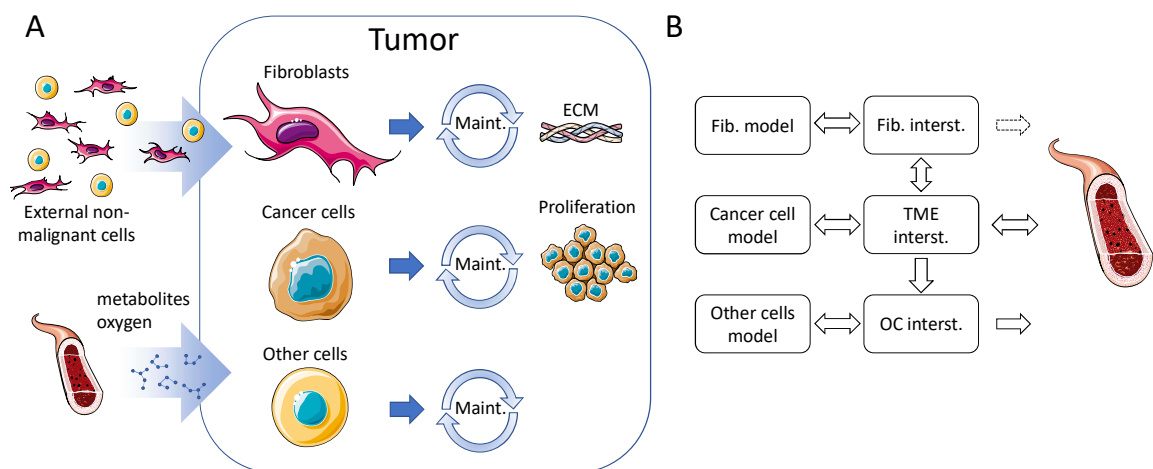 A
Tumor
Fibroblasts
Maint.
ECM
External non-
malignant cells
Cancer cells
Maint.
Proliferation
metabolites
oxygen
Other cells
Maint.
B
Fib. model
Fib. interst.
Cancer cell
model
TME
interst.
Other cells
model
OC interst.